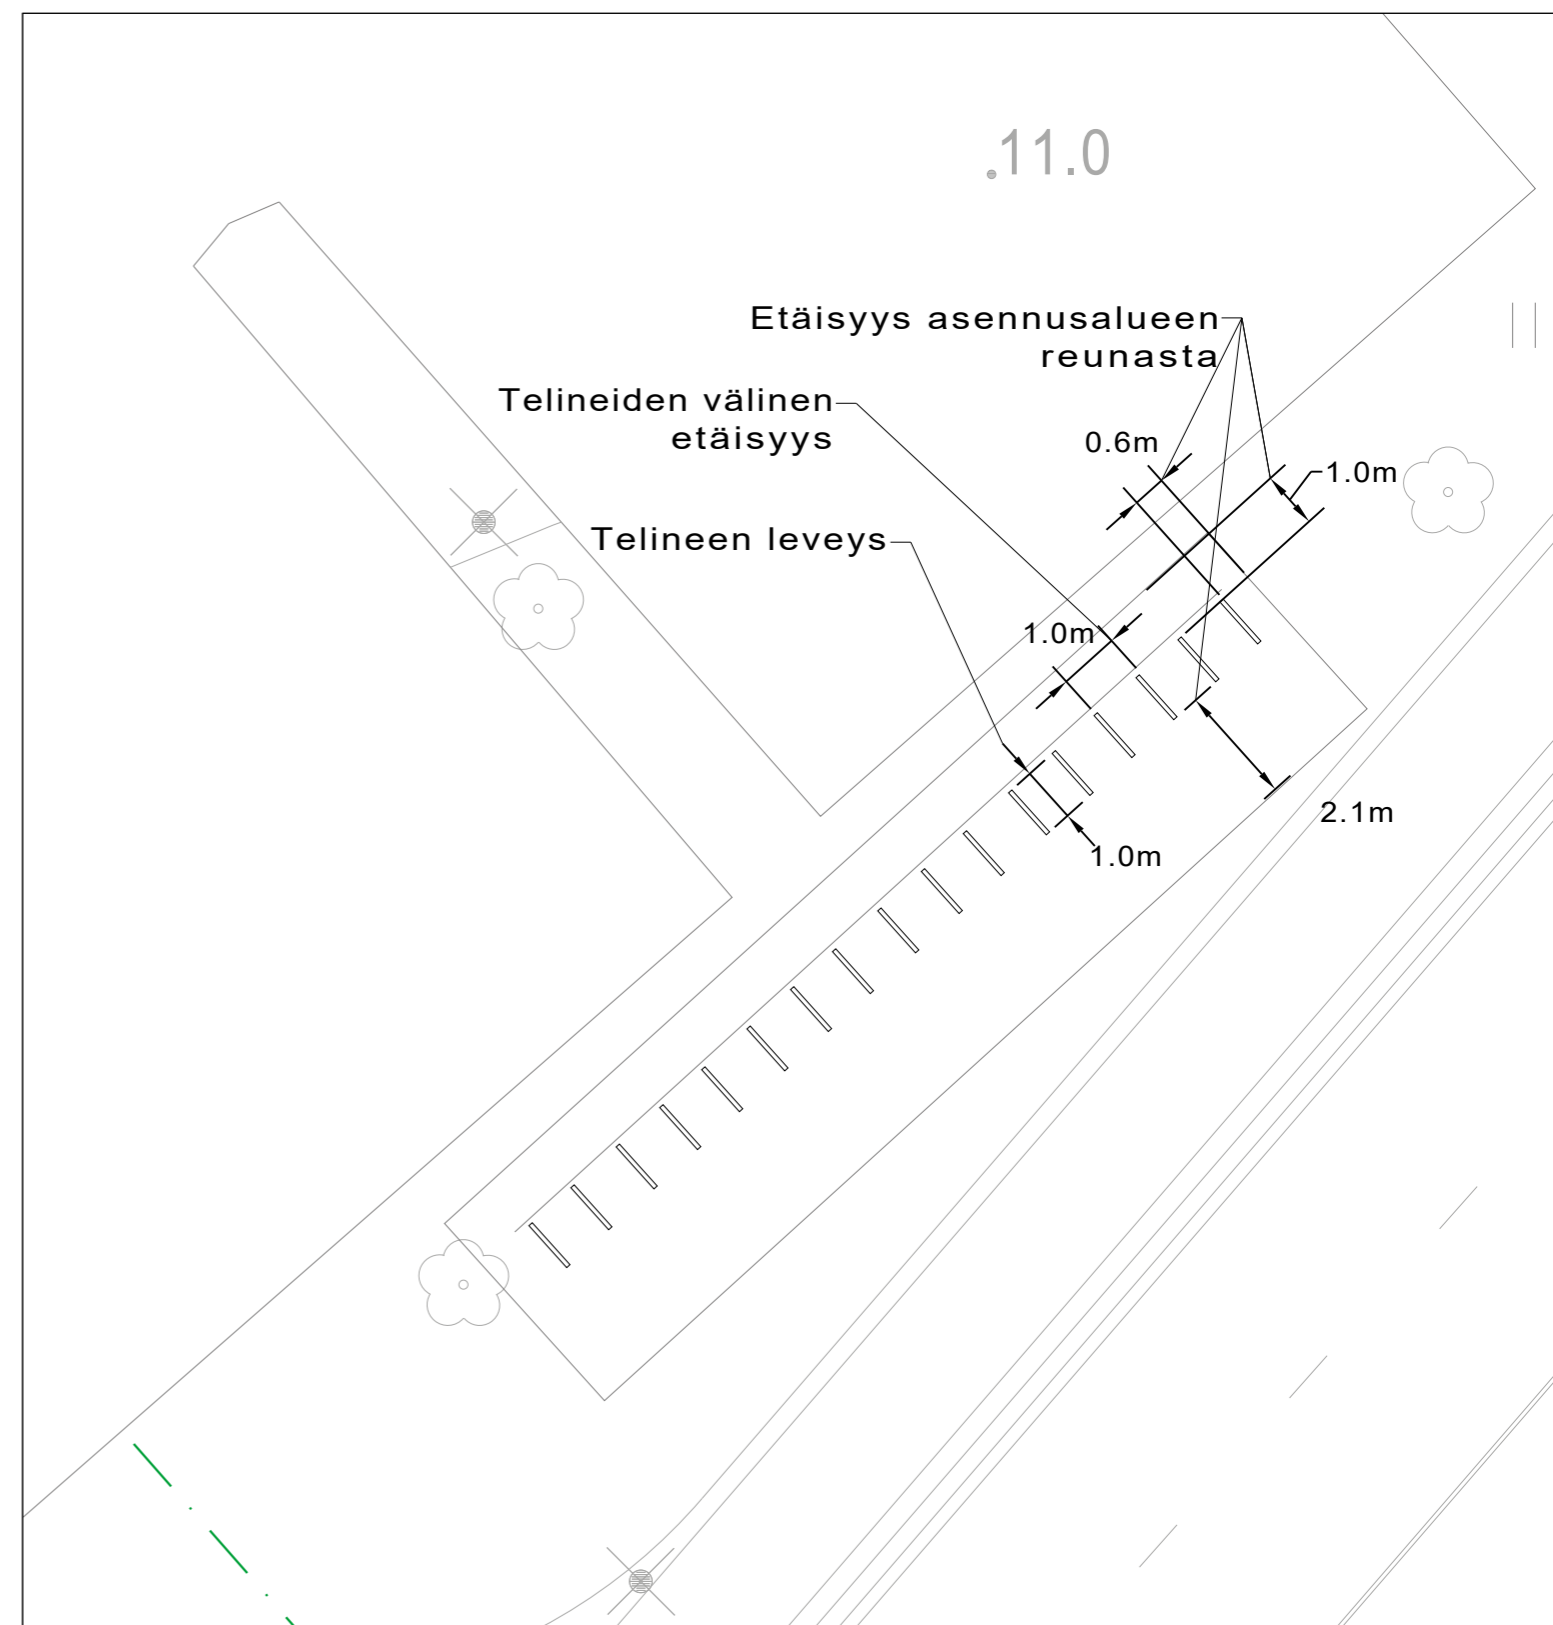 .11.0
Etäisyys asennusalueen
reunasta
Telineiden välinen
etäisyys
0.6m
1.0m
Telineen leveys
1.0m
2.1m
1.0m